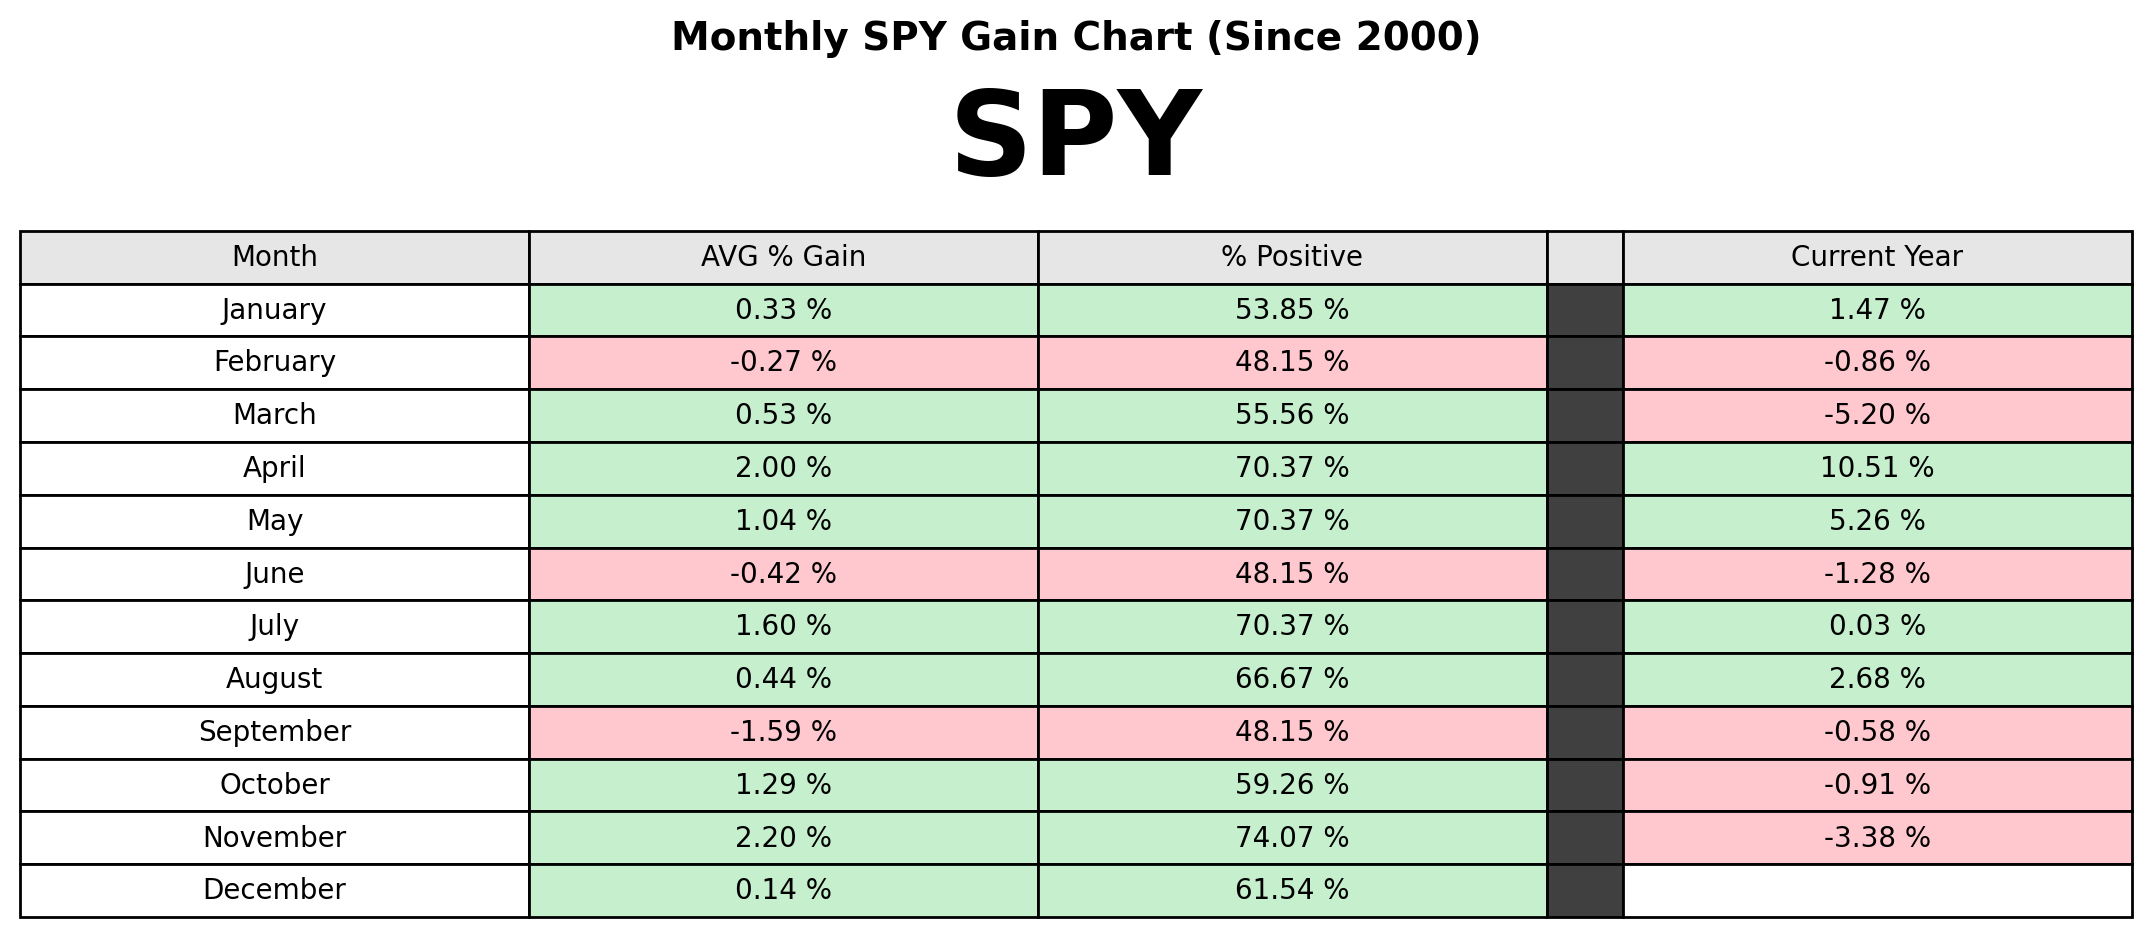 Monthly SPY Gain Chart (Since 2000)
SPY
Month AVG % Gain % Positive Current Year
January 0.33 % 53.85 % 1.47 %
February -0.27 % 48.15 % -0.86 %
March 0.53 % 55.56 % -5.20 %
April 2.00 % 70.37 % 10.51 %
May 1.04 % 70.37 % 5.26 %
June -0.42 % 48.15 % -1.28 %
July 1.60 % 70.37 % 0.03 %
August 0.44 % 66.67 % 2.68 %
September -1.59 % 48.15 % -0.58 %
October 1.29 % 59.26 % -0.91 %
November 2.20 % 74.07 % -3.38 %
December 0.14 % 61.54 %